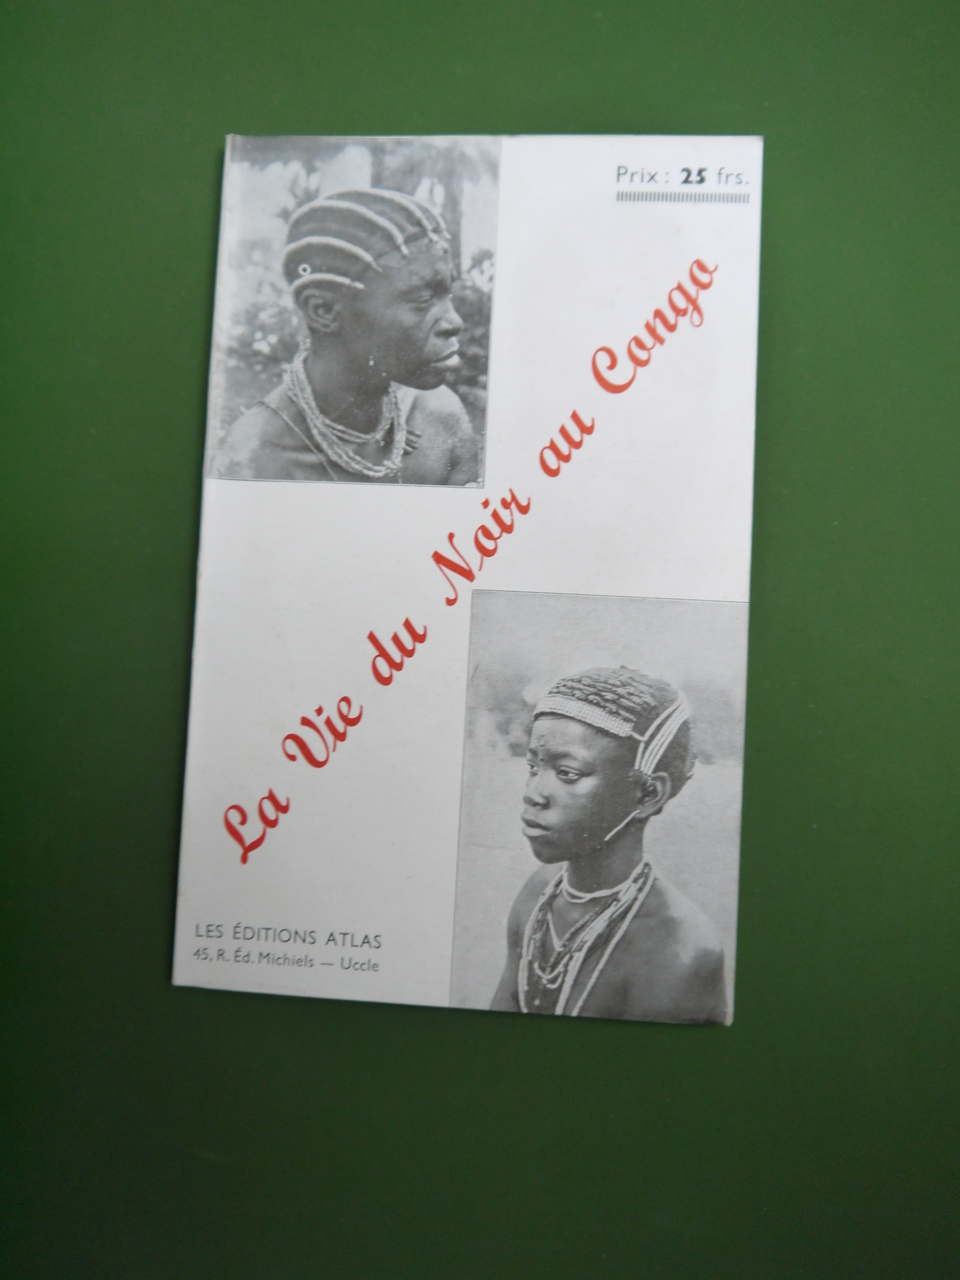 Prix : 25 frs.
La Vie du Noir au Congo
LES ÉDITIONS ATLAS
45, R. Éd. Michiels — Uccle